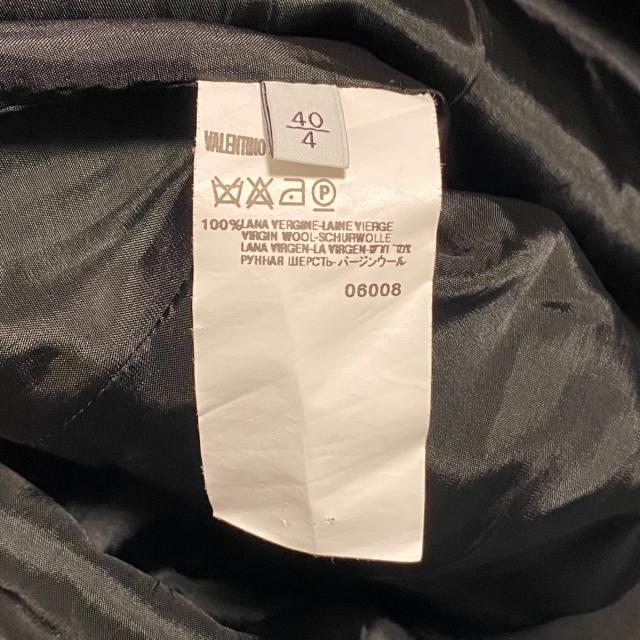 40
4
VALENTINO
P
100%LANA VERGINE-LAINE VIERGE
VIRGIN WOOL-SCHURWOLLE
LANA VIRGEN-LA VIRGEN-
РУННАЯ ШЕРСТЬ-バージンウール
06008